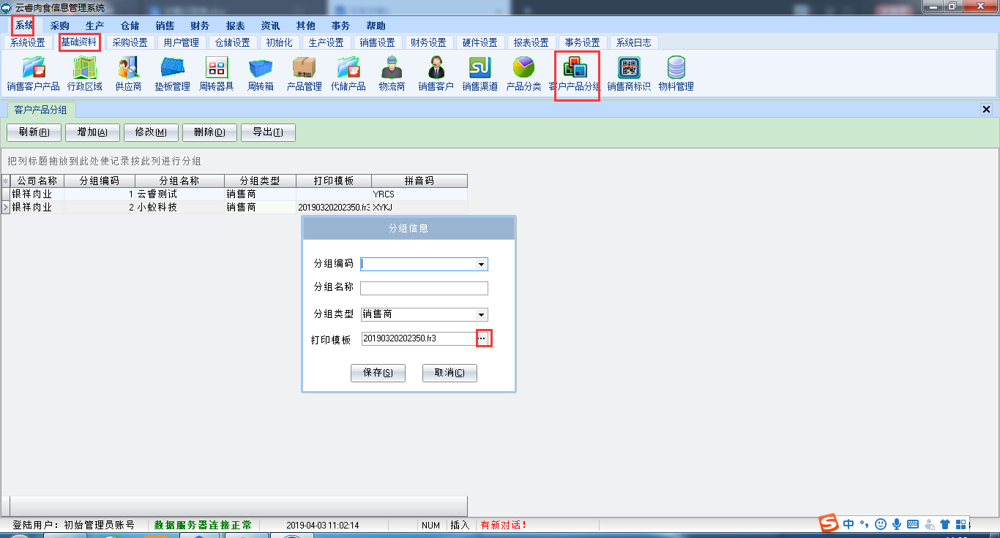 云睿肉食信息管理系统
系统 采购 生产 仓储 销售 财务 报表 资讯 其他 事务 帮助
系统设置 基础资料 采购设置 用户管理 仓储设置 初始化 生产设置 销售设置 财务设置 硬件设置 报表设置 事务设置 系统日志
销售客户产品 行政区域 供应商 垫板管理 周转器具 周转箱 产品管理 代储产品 物流商 销售客户 销售渠道 产品分类 客户产品分组 销售商标识 物料管理
客户产品分组
刷新(R) 增加(A) 修改(M) 删除(D) 导出(T)
把列标题拖放到此处使记录按此列进行分组
公司名称 分组编码 分组名称 分组类型 打印模板 拼音码
银祥肉业 1 云睿测试 销售商 YRCS
银祥肉业 2 小蚁科技 销售商 20190320202350.fr3 XYKJ
分组信息
分组编码
分组名称
分组类型 销售商
打印模板 20190320202350.fr3 ...
保存(S) 取消(C)
登陆用户：初始管理员账号 数据服务器连接正常 2019-04-03 11:02:14 NUM 插入 有新对话！
中